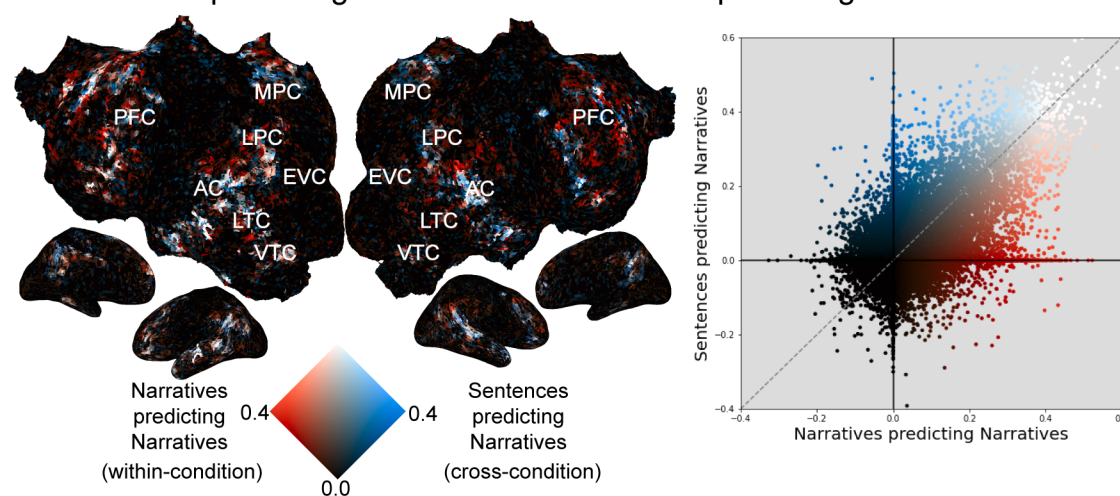 MPC
MPC
PFC
PFC
LPC
LPC
EVC
EVC
AC
AC
LTC
LTC
VTC
VTC
Narratives
predicting
Narratives
(within-condition)
0.4
0.4
0.0
Sentences
predicting
Narratives
(cross-condition)
Sentences predicting Narratives
0.6
0.4
0.2
0.0
−0.2
−0.4
−0.4
−0.2
0.0
0.2
0.4
Narratives predicting Narratives